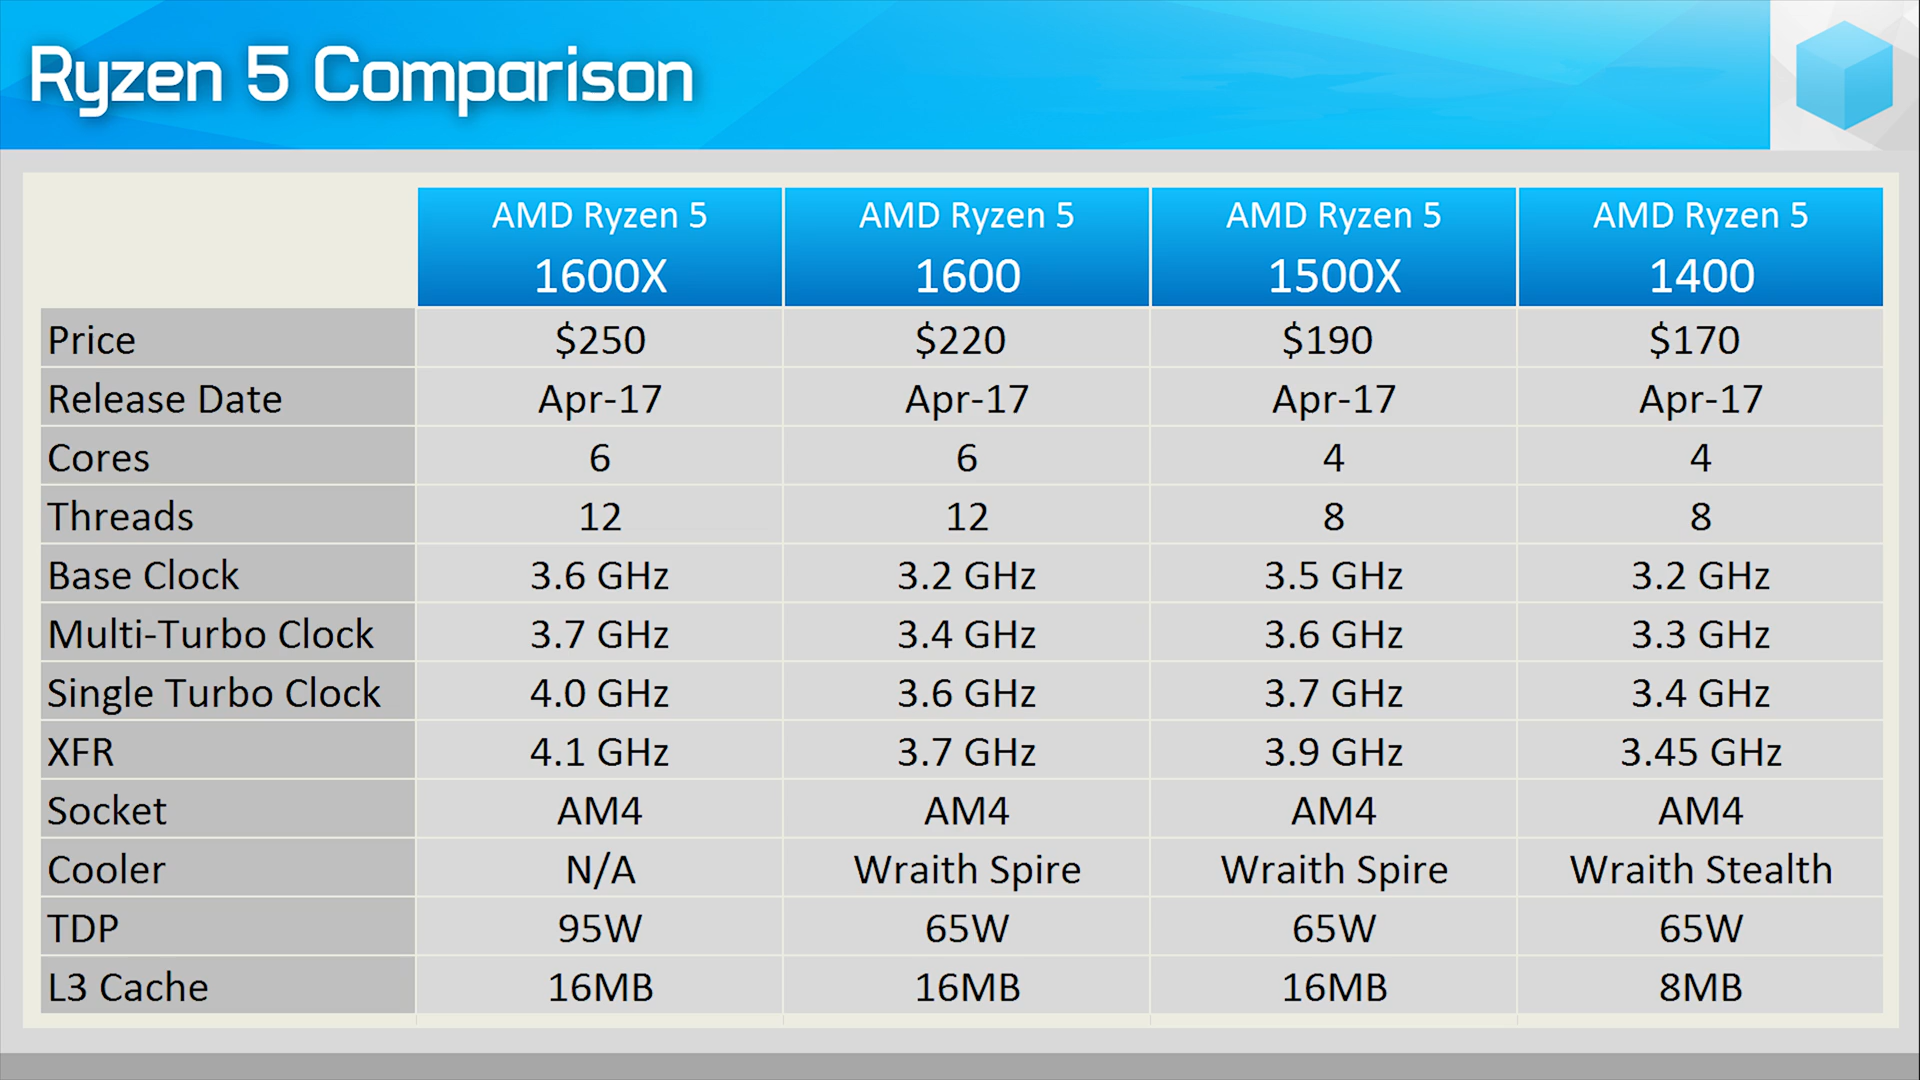 Ryzen 5 Comparison
AMD Ryzen 5 AMD Ryzen 5 AMD Ryzen 5 AMD Ryzen 5
1600X 1600 1500X 1400
Price $250 $220 $190 $170
Release Date Apr-17 Apr-17 Apr-17 Apr-17
Cores 6 6 4 4
Threads 12 12 8 8
Base Clock 3.6 GHz 3.2 GHz 3.5 GHz 3.2 GHz
Multi-Turbo Clock 3.7 GHz 3.4 GHz 3.6 GHz 3.3 GHz
Single Turbo Clock 4.0 GHz 3.6 GHz 3.7 GHz 3.4 GHz
XFR 4.1 GHz 3.7 GHz 3.9 GHz 3.45 GHz
Socket AM4 AM4 AM4 AM4
Cooler N/A Wraith Spire Wraith Spire Wraith Stealth
TDP 95W 65W 65W 65W
L3 Cache 16MB 16MB 16MB 8MB